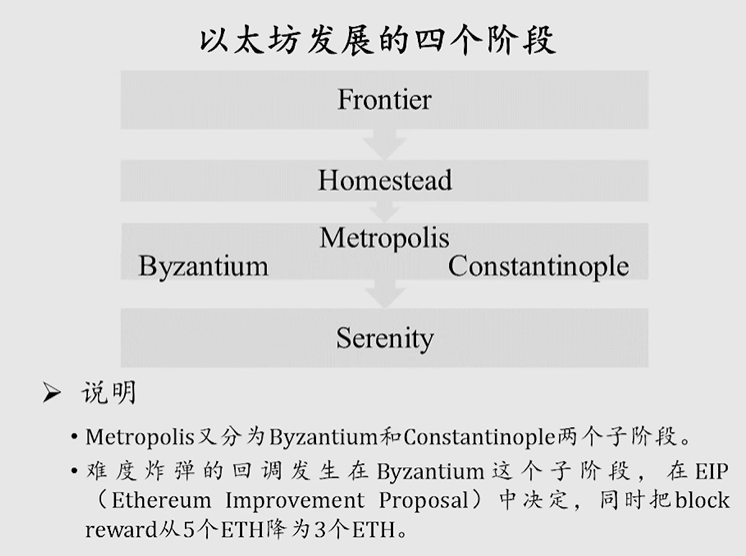 以太坊发展的四个阶段
Frontier
Homestead
Metropolis
Byzantium Constantinople
Serenity
➢ 说明
• Metropolis又分为Byzantium和Constantinople两个子阶段。
• 难度炸弹的回调发生在Byzantium这个子阶段，在EIP
（Ethereum Improvement Proposal）中决定，同时把block
reward从5个ETH降为3个ETH。